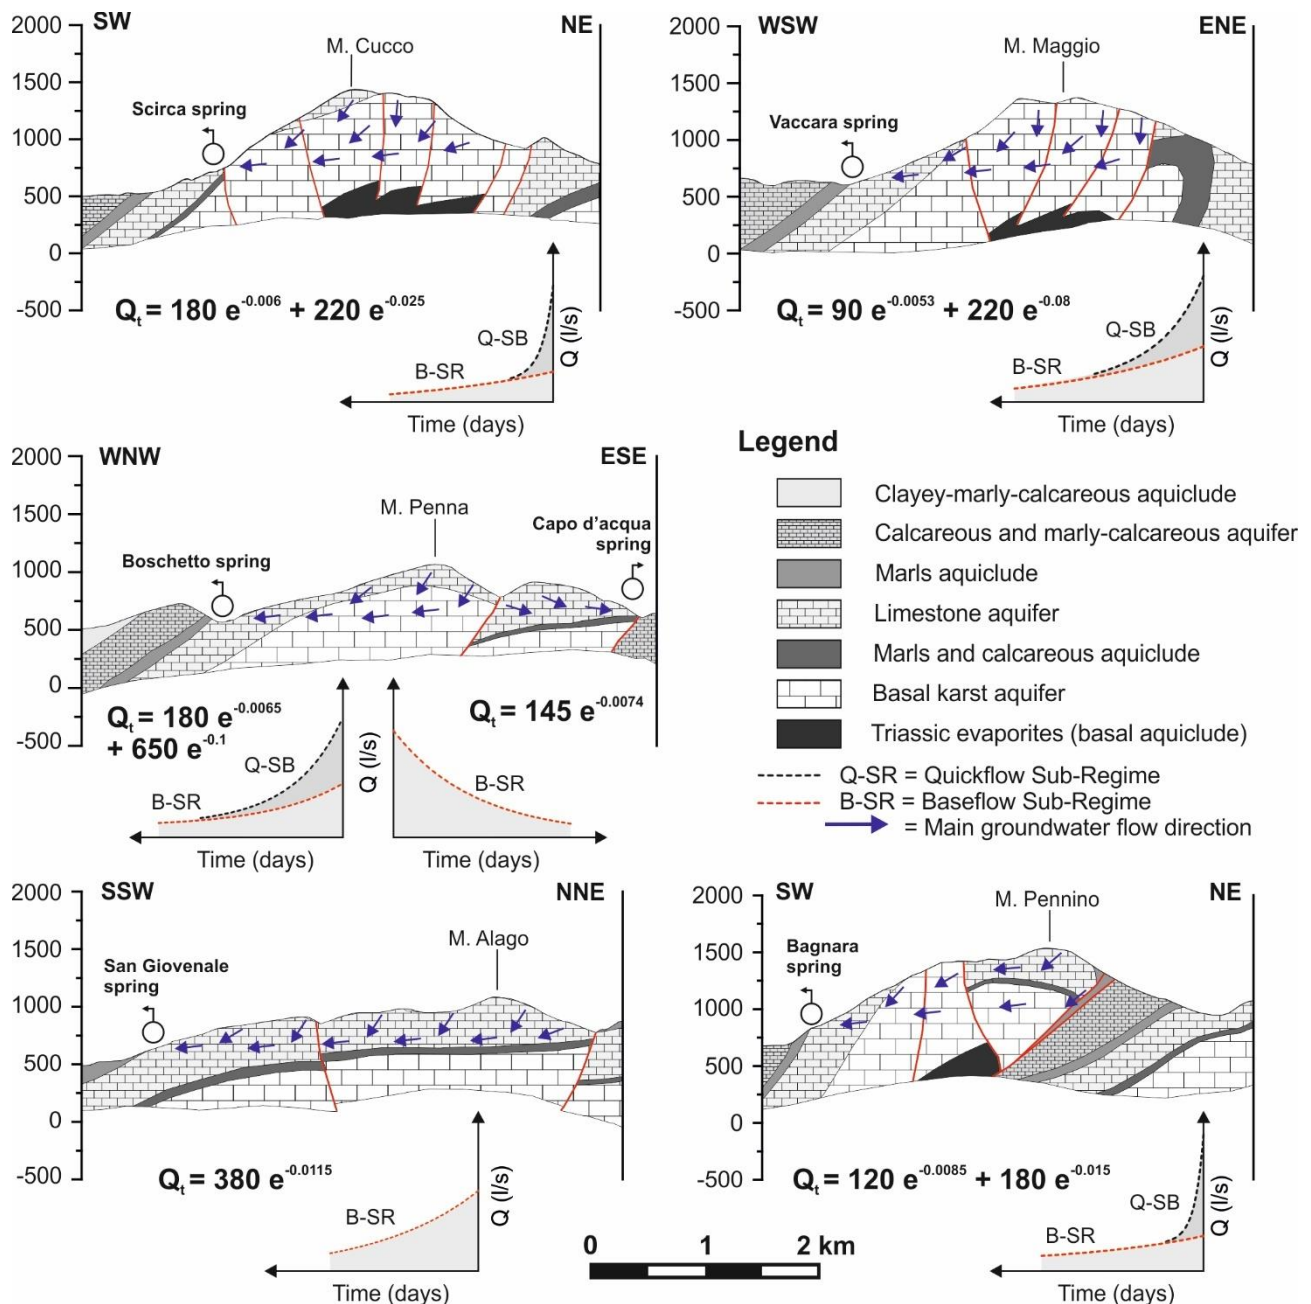 SW
NE
M. Cucco
Scirca spring
2000
1500
1000
500
0
-500
Qt = 180 e-0.006 + 220 e-0.025
Q-SB
B-SR
Q (l/s)
Time (days)
WSW
ENE
M. Maggio
Vaccara spring
2000
1500
1000
500
0
-500
Qt = 90 e-0.0053 + 220 e-0.08
Q-SB
B-SR
Q (l/s)
Time (days)
WNW
ESE
M. Penna
Capo d'acqua
spring
Boschetto spring
2000
1500
1000
500
0
-500
Qt = 180 e-0.0065
+ 650 e-0.1
Qt = 145 e-0.0074
Q-SB
B-SR
Q (l/s)
B-SR
Time (days)
Time (days)
Legend
Clayey-marly-calcareous aquiclude
Calcareous and marly-calcareous aquifer
Marls aquiclude
Limestone aquifer
Marls and calcareous aquiclude
Basal karst aquifer
Triassic evaporites (basal aquiclude)
Q-SR = Quickflow Sub-Regime
B-SR = Baseflow Sub-Regime
= Main groundwater flow direction
SSW
NNE
M. Alago
San Giovenale
spring
2000
1500
1000
500
0
-500
Qt = 380 e-0.0115
B-SR
Q (l/s)
Time (days)
SW
NE
M. Pennino
Bagnara
spring
2000
1500
1000
500
0
-500
Qt = 120 e-0.0085 + 180 e-0.015
Q-SB
B-SR
Q (l/s)
Time (days)
0 1 2 km